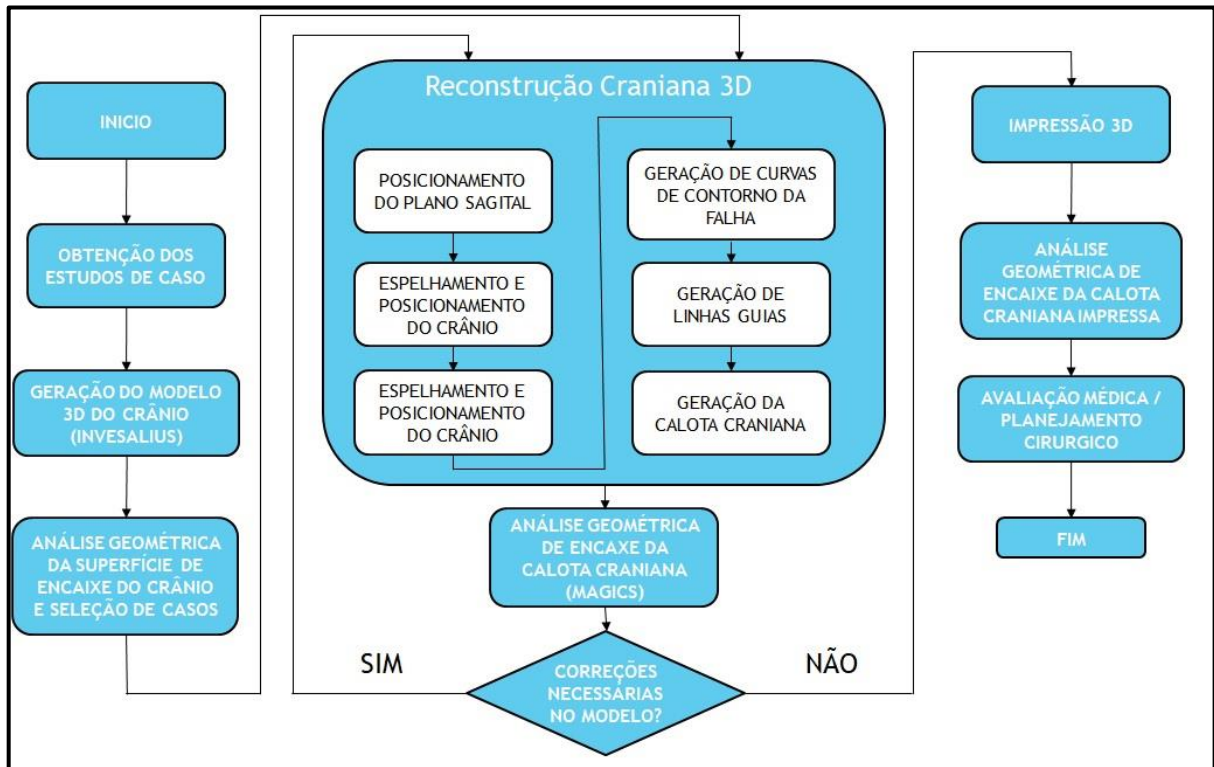 INICIO
OBTENÇÃO DOS
ESTUDOS DE CASO
GERAÇÃO DO MODELO
3D DO CRÂNIO
(INVESALIUS)
ANÁLISE GEOMÉTRICA
DA SUPERFÍCIE DE
ENCAIXE DO CRÂNIO
E SELEÇÃO DE CASOS
Reconstrução Craniana 3D
POSICIONAMENTO
DO PLANO SAGITAL
ESPELHAMENTO E
POSICIONAMENTO
DO CRÂNIO
ESPELHAMENTO E
POSICIONAMENTO
DO CRÂNIO
GERAÇÃO DE CURVAS
DE CONTORNO DA
FALHA
GERAÇÃO DE
LINHAS GUIAS
GERAÇÃO DA
CALOTA CRANIANA
ANÁLISE GEOMÉTRICA
DE ENCAXE DA
CALOTA CRANIANA
(MAGICS)
SIM
CORREÇÕES
NECESSÁRIAS
NO MODELO?
NÃO
IMPRESSÃO 3D
ANÁLISE
GEOMÉTRICA DE
ENCAIXE DA CALOTA
CRANIANA IMPRESSA
AVALIAÇÃO MÉDICA /
PLANEJAMENTO
CIRURGICO
FIM